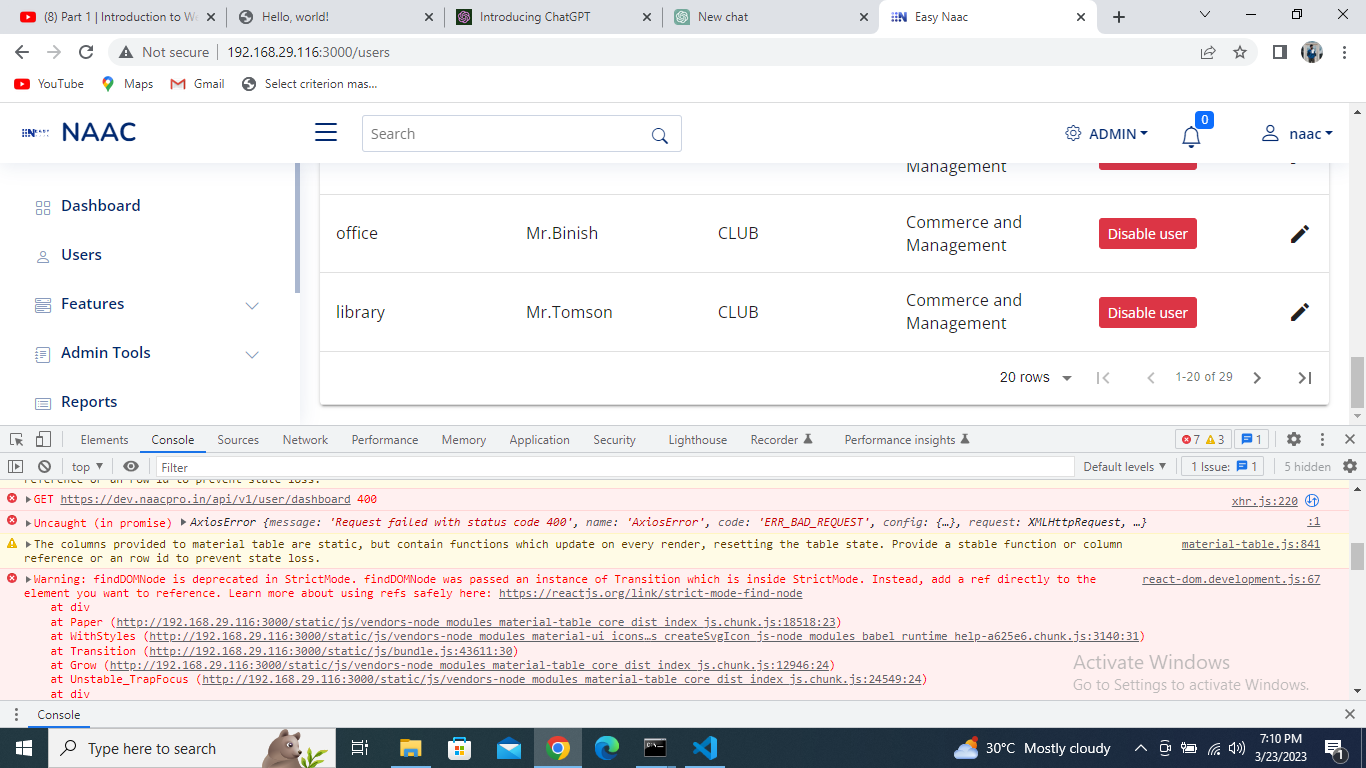 (8) Part 1 | Introduction to We
Hello, world!
Introducing ChatGPT
New chat
Easy Naac
Not secure
192.168.29.116:3000/users
YouTube
Maps
Gmail
Select criterion mas...
NAAC
Search
ADMIN
0
naac
Dashboard
Users
Features
Admin Tools
Reports
Management
office Mr.Binish CLUB Commerce and
Management Disable user
library Mr.Tomson CLUB Commerce and
Management Disable user
20 rows 1-20 of 29
Elements Console Sources Network Performance Memory Application Security Lighthouse Recorder Performance insights 7 3 1
top Filter Default levels 1 Issue: 1 5 hidden
reference or an row id to prevent state loss.
GET https://dev.naacpro.in/api/v1/user/dashboard 400 xhr.js:220
Uncaught (in promise) AxiosError {message: 'Request failed with status code 400', name: 'AxiosError', code: 'ERR_BAD_REQUEST', config: {…}, request: XMLHttpRequest, …} :1
The columns provided to material table are static, but contain functions which update on every render, resetting the table state. Provide a stable function or column material-table.js:841
reference or an row id to prevent state loss.
Warning: findDOMNode is deprecated in StrictMode. findDOMNode was passed an instance of Transition which is inside StrictMode. Instead, add a ref directly to the react-dom.development.js:67
element you want to reference. Learn more about using refs safely here: https://reactjs.org/link/strict-mode-find-node
at div
at Paper (http://192.168.29.116:3000/static/js/vendors-node_modules_material-table_core_dist_index_js.chunk.js:18518:23)
at WithStyles (http://192.168.29.116:3000/static/js/vendors-node_modules_material-ui_icons…s_createSvgIcon_js-node_modules_babel_runtime_help-a625e6.chunk.js:3140:31)
at Transition (http://192.168.29.116:3000/static/js/bundle.js:43611:30)
at Grow (http://192.168.29.116:3000/static/js/vendors-node_modules_material-table_core_dist_index_js.chunk.js:12946:24)
at Unstable_TrapFocus (http://192.168.29.116:3000/static/js/vendors-node_modules_material-table_core_dist_index_js.chunk.js:24549:24)
at div
Activate Windows
Go to Settings to activate Windows.
Console
Type here to search
30°C Mostly cloudy
7:10 PM
3/23/2023
1